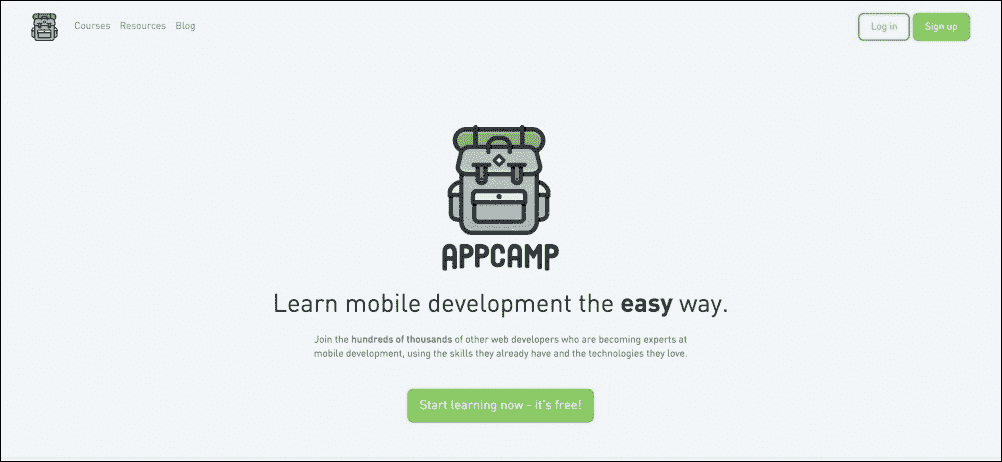 Courses Resources Blog Log in Sign up
APPCAMP
Learn mobile development the easy way.
Join the hundreds of thousands of other web developers who are becoming experts at
mobile development, using the skills they already have and the technologies they love.
Start learning now - it's free!